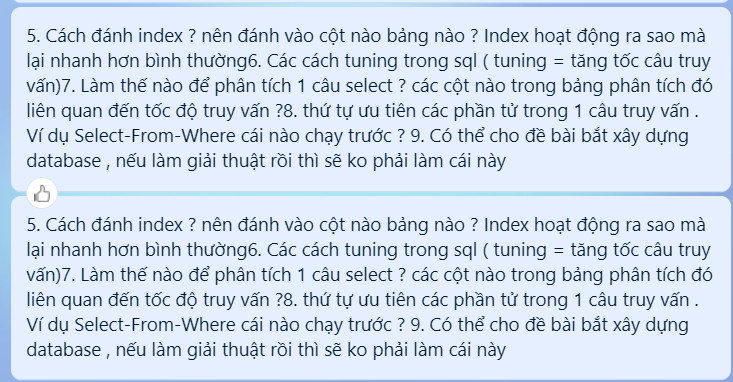 5. Cách đánh index ? nên đánh vào cột nào bảng nào ? Index hoạt động ra sao mà
lại nhanh hơn bình thường6. Các cách tuning trong sql ( tuning = tăng tốc câu truy
vấn)7. Làm thế nào để phân tích 1 câu select ? các cột nào trong bảng phân tích đó
liên quan đến tốc độ truy vấn ?8. thứ tự ưu tiên các phần tử trong 1 câu truy vấn .
Ví dụ Select-From-Where cái nào chạy trước ? 9. Có thể cho đề bài bắt xây dựng
database , nếu làm giải thuật rồi thì sẽ ko phải làm cái này
5. Cách đánh index ? nên đánh vào cột nào bảng nào ? Index hoạt động ra sao mà
lại nhanh hơn bình thường6. Các cách tuning trong sql ( tuning = tăng tốc câu truy
vấn)7. Làm thế nào để phân tích 1 câu select ? các cột nào trong bảng phân tích đó
liên quan đến tốc độ truy vấn ?8. thứ tự ưu tiên các phần tử trong 1 câu truy vấn .
Ví dụ Select-From-Where cái nào chạy trước ? 9. Có thể cho đề bài bắt xây dựng
database , nếu làm giải thuật rồi thì sẽ ko phải làm cái này